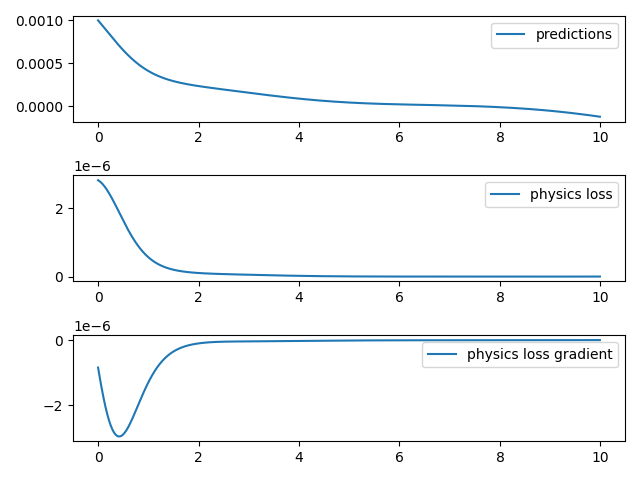 0.0010
0.0005
0.0000
predictions
0 2 4 6 8 10
1e−6
2
0
physics loss
0 2 4 6 8 10
1e−6
0
−2
physics loss gradient
0 2 4 6 8 10